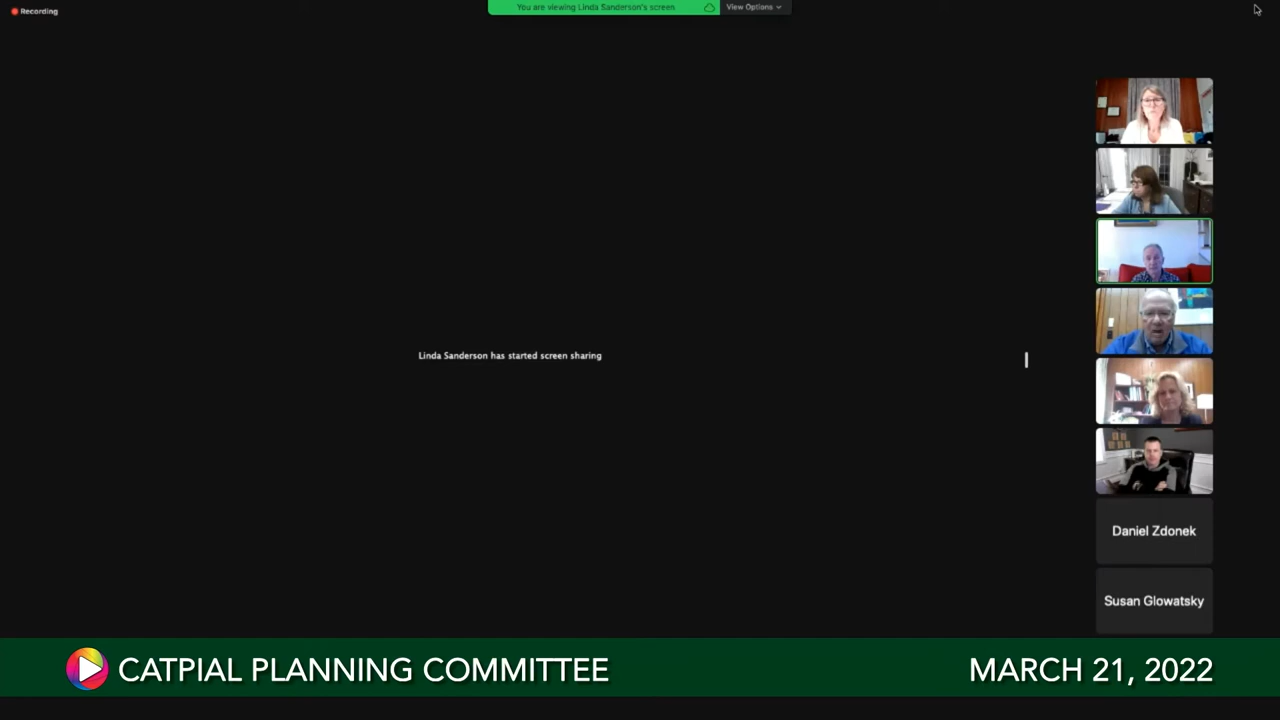 Recording
You are viewing Linda Sanderson's screen
View Options
Linda Sanderson has started screen sharing
Daniel Zdonek
Susan Glowatsky
CATPIAL PLANNING COMMITTEE
MARCH 21, 2022